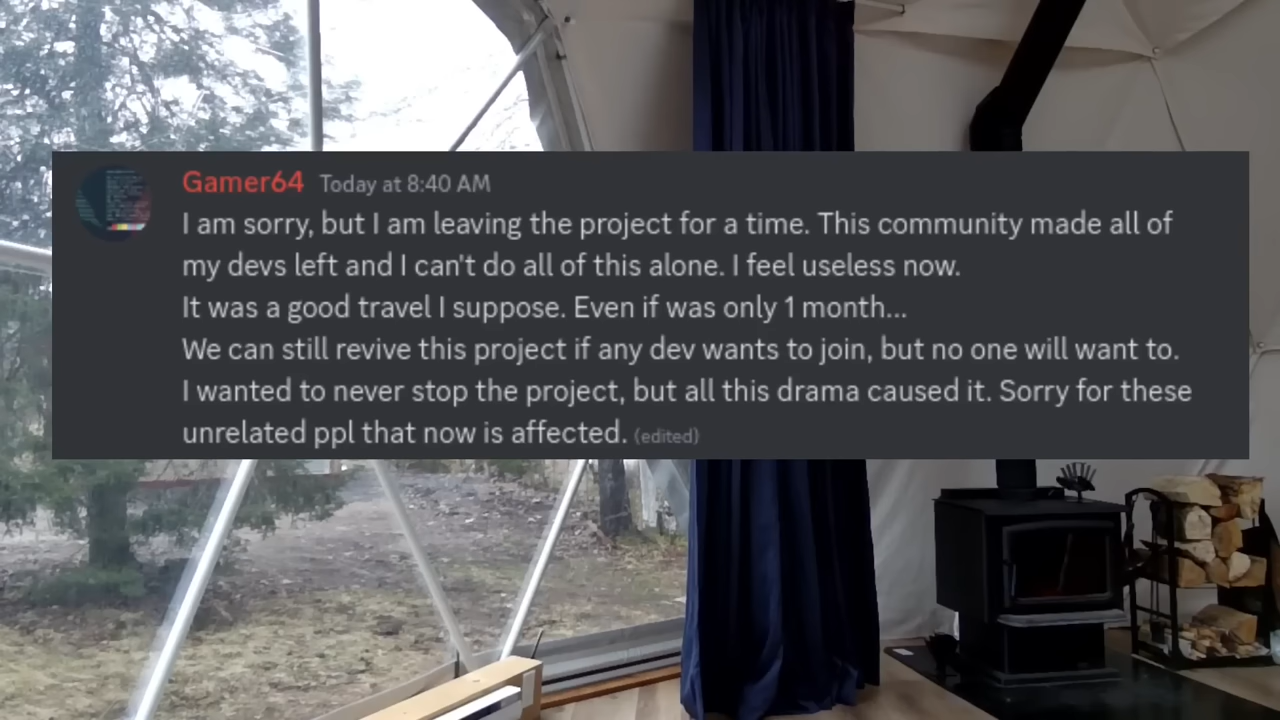 Gamer64 Today at 8:40 AM
I am sorry, but I am leaving the project for a time. This community made all of
my devs left and I can't do all of this alone. I feel useless now.
It was a good travel I suppose. Even if was only 1 month...
We can still revive this project if any dev wants to join, but no one will want to.
I wanted to never stop the project, but all this drama caused it. Sorry for these
unrelated ppl that now is affected. (edited)